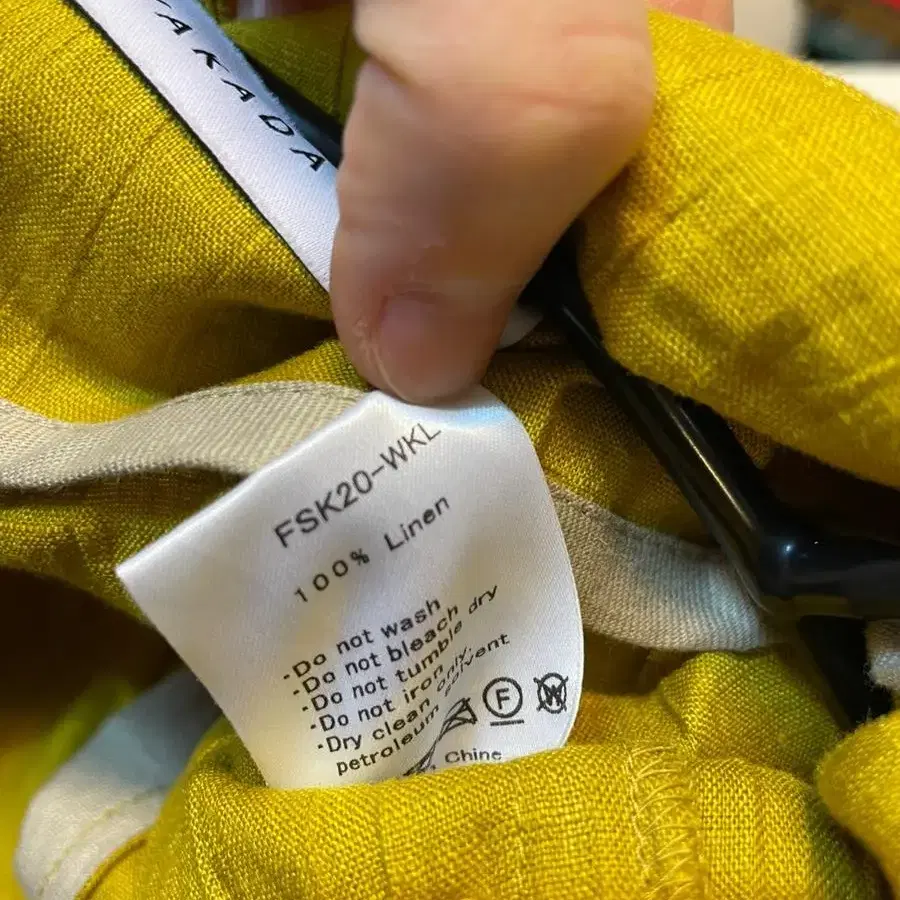 AKADA
FSK20-WKL
100% Linen
·Do not wash
·Do not bleach
·Do not tumble dry
·Do not iron
·Dry clean only.
petroleum solvent
F
W
Chine